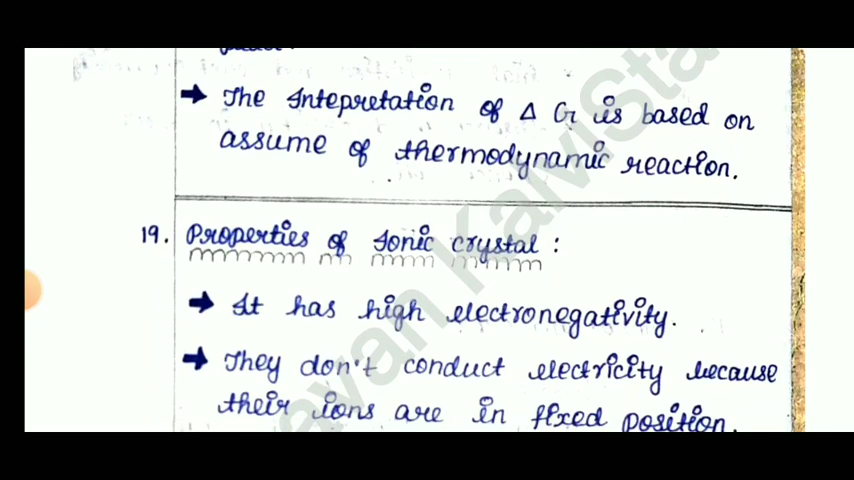 → The Intepretation of Δ G is based on
assume of thermodynamic reaction.
19. Properties of Ionic crystal :
→ It has high electronegativity.
→ They don't conduct electricity because
their ions are in fixed position.